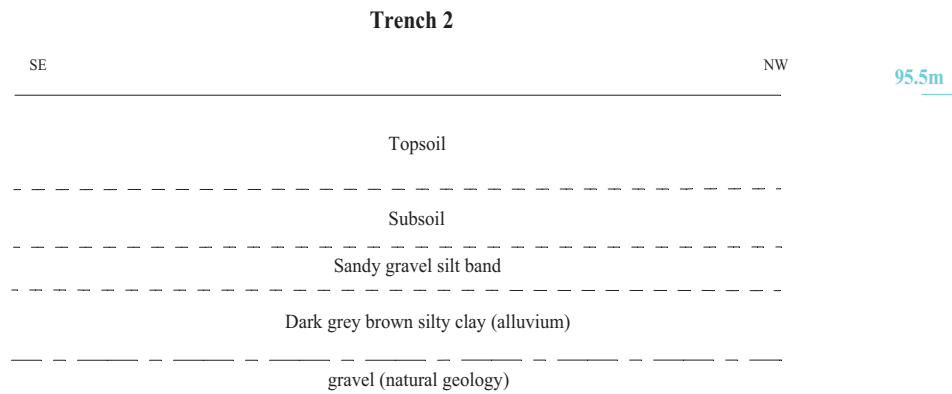 Trench 2
SE
NW
95.5m
Topsoil
Subsoil
Sandy gravel silt band
Dark grey brown silty clay (alluvium)
gravel (natural geology)